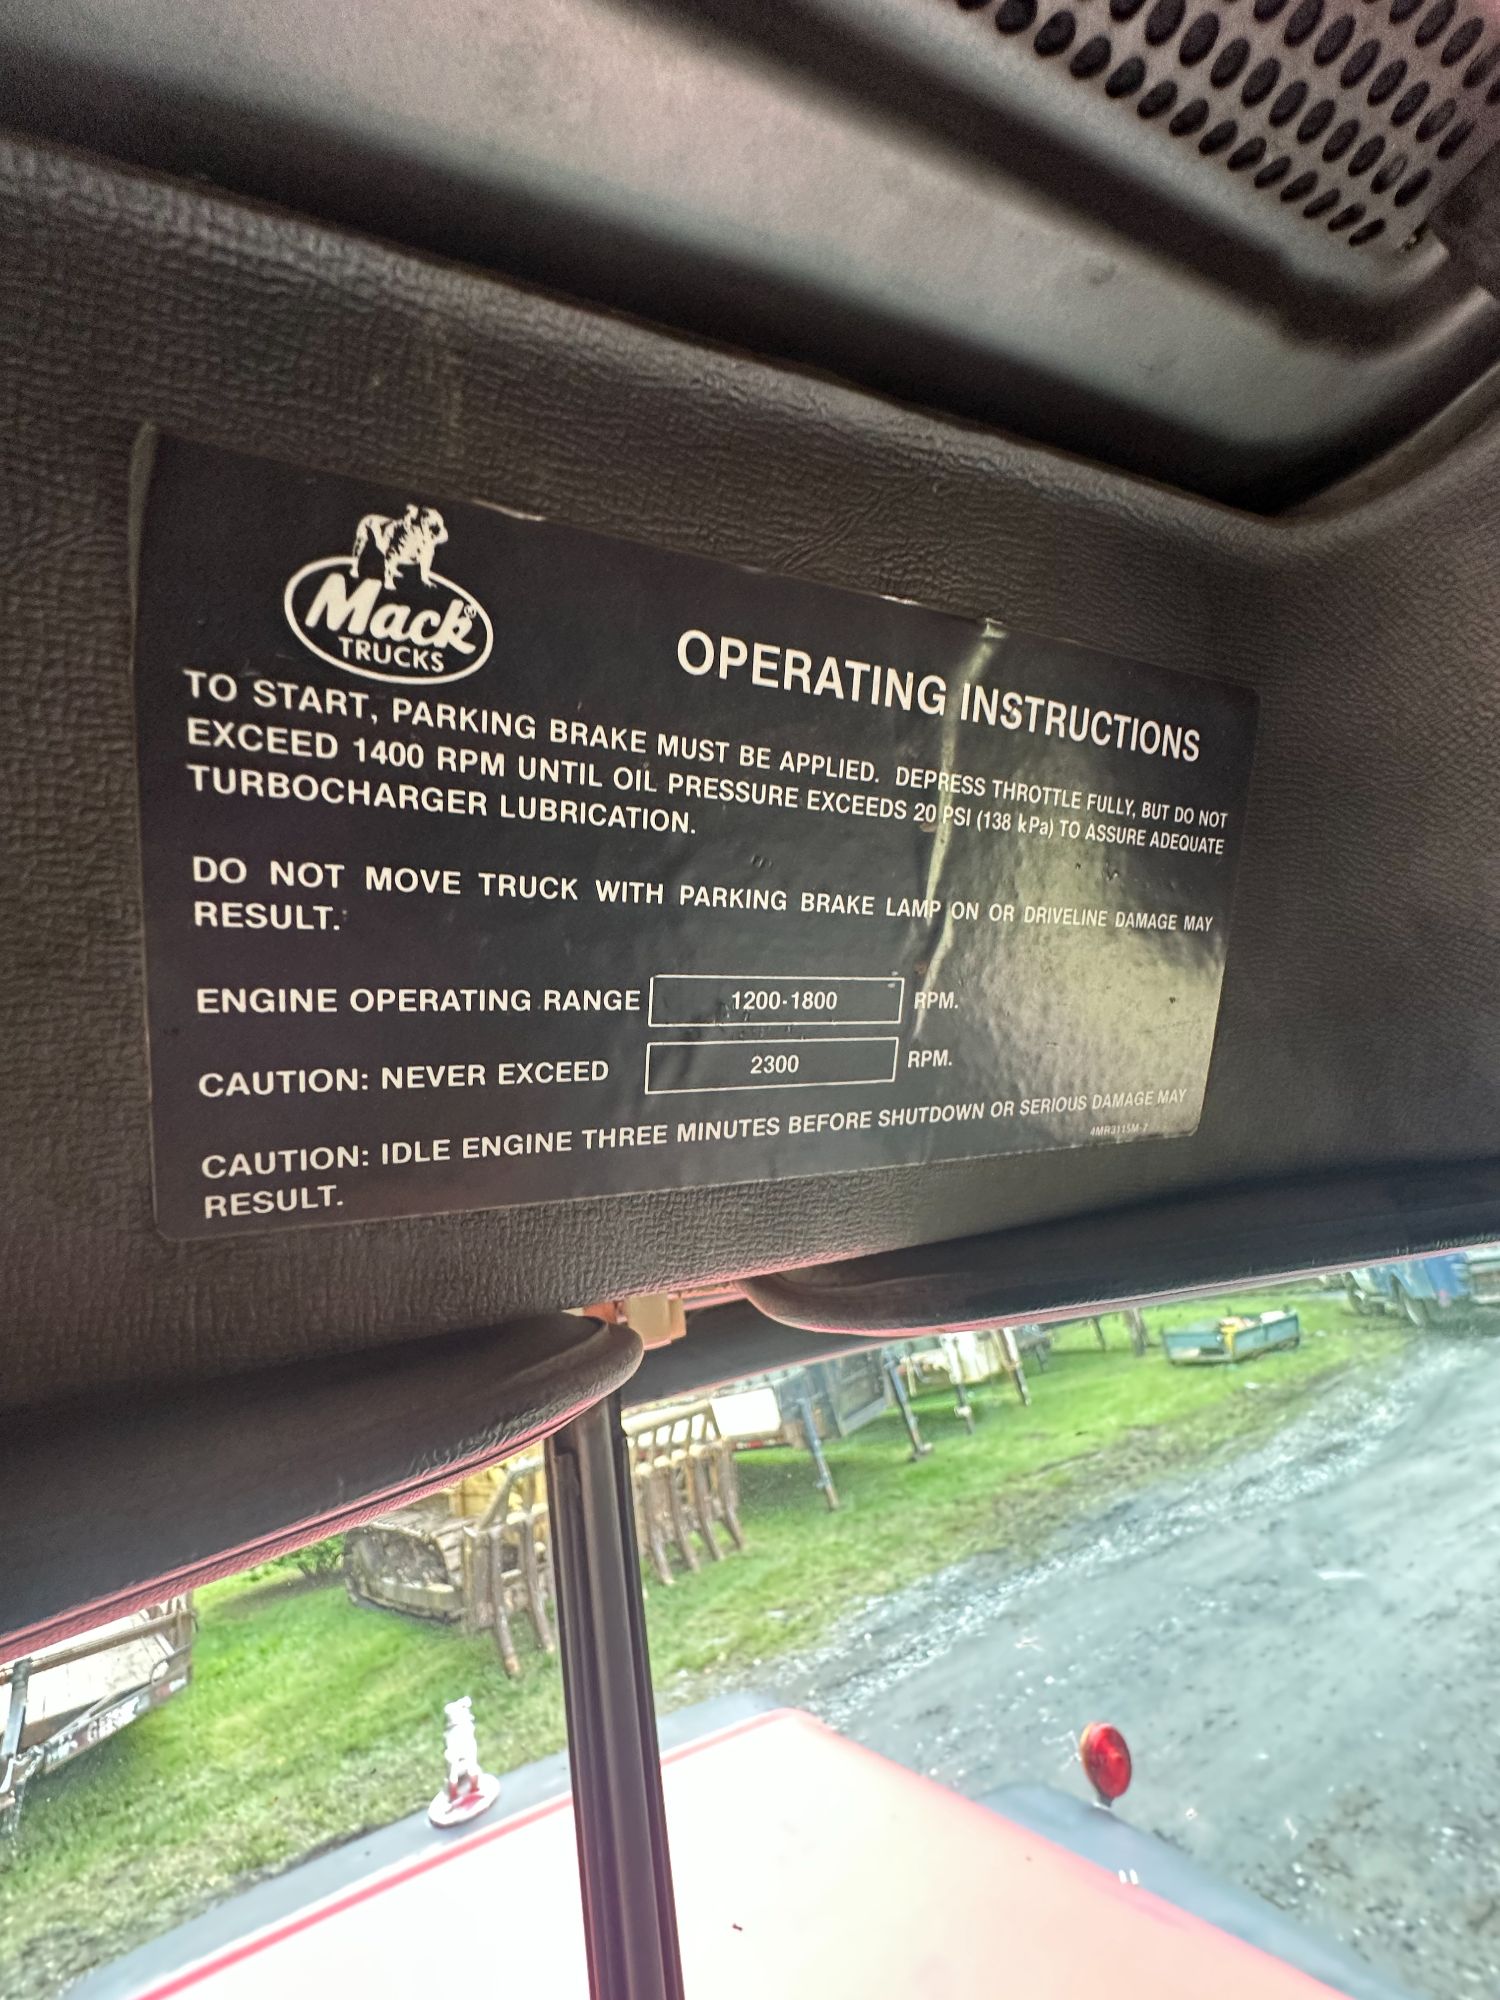 Mack®
TRUCKS
OPERATING INSTRUCTIONS
TO START, PARKING BRAKE MUST BE APPLIED. DEPRESS THROTTLE FULLY, BUT DO NOT
EXCEED 1400 RPM UNTIL OIL PRESSURE EXCEEDS 20 PSI (138 kPa) TO ASSURE ADEQUATE
TURBOCHARGER LUBRICATION.
DO NOT MOVE TRUCK WITH PARKING BRAKE LAMP ON OR DRIVELINE DAMAGE MAY
RESULT.
ENGINE OPERATING RANGE 1200-1800 RPM.
CAUTION: NEVER EXCEED 2300 RPM.
CAUTION: IDLE ENGINE THREE MINUTES BEFORE SHUTDOWN OR SERIOUS DAMAGE MAY
RESULT.